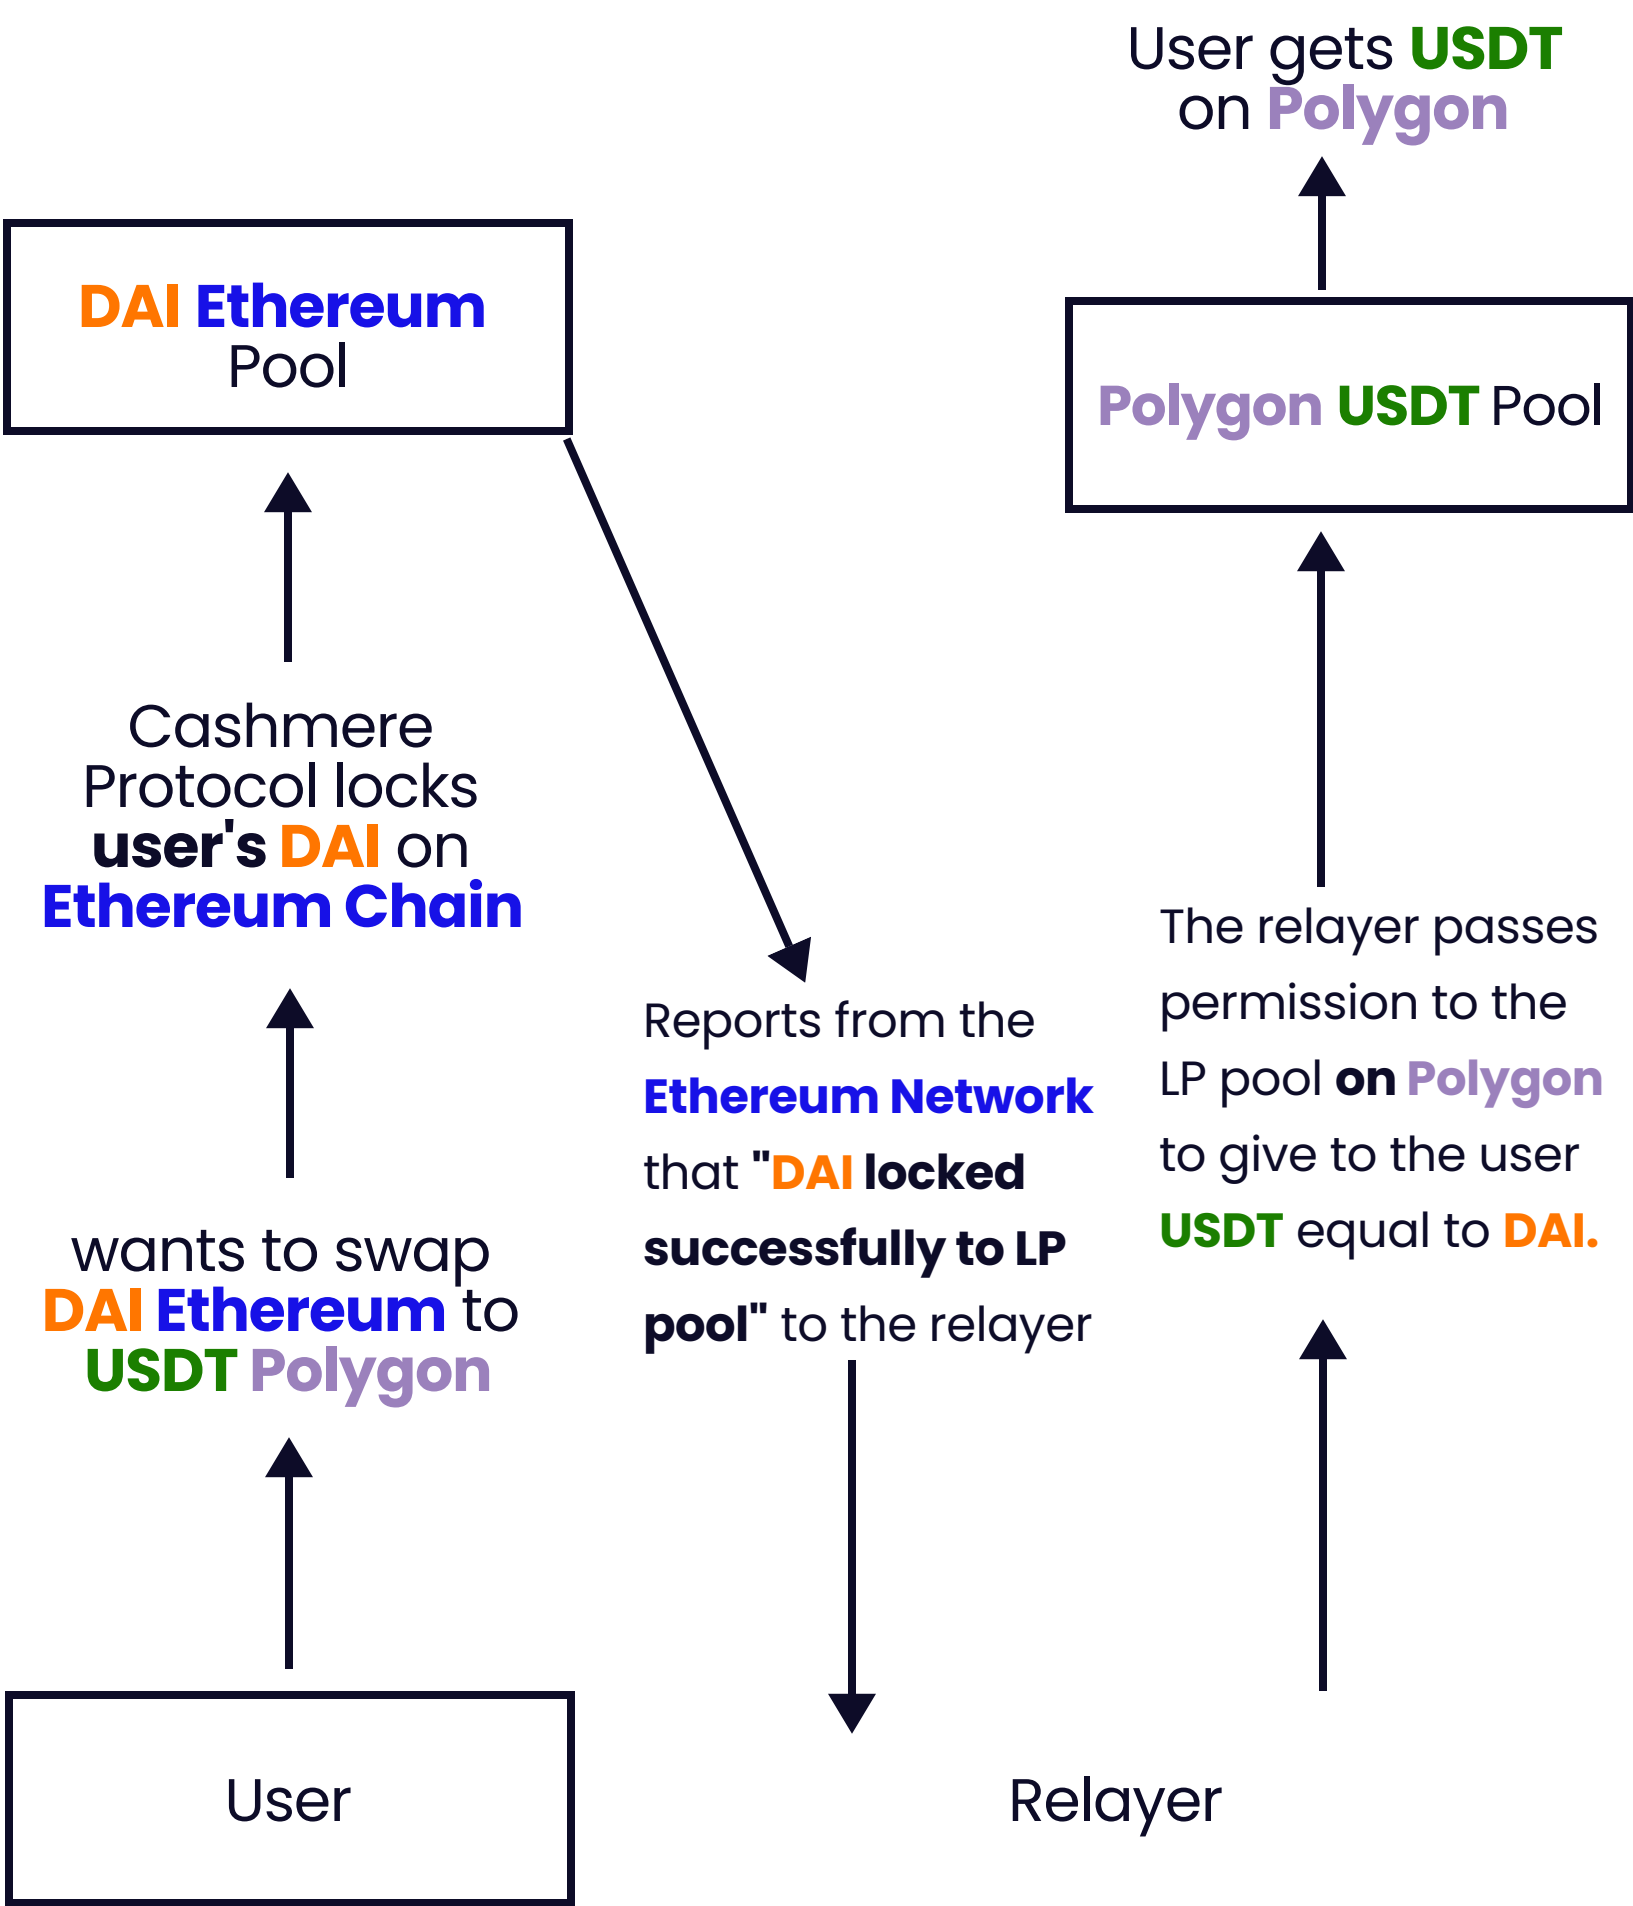 User gets USDT
on Polygon
DAI Ethereum
Pool
Polygon USDT Pool
Cashmere
Protocol locks
user's DAI on
Ethereum Chain
Reports from the
Ethereum Network
that "DAI locked
successfully to LP
pool" to the relayer
The relayer passes
permission to the
LP pool on Polygon
to give to the user
USDT equal to DAI.
wants to swap
DAI Ethereum to
USDT Polygon
User
Relayer